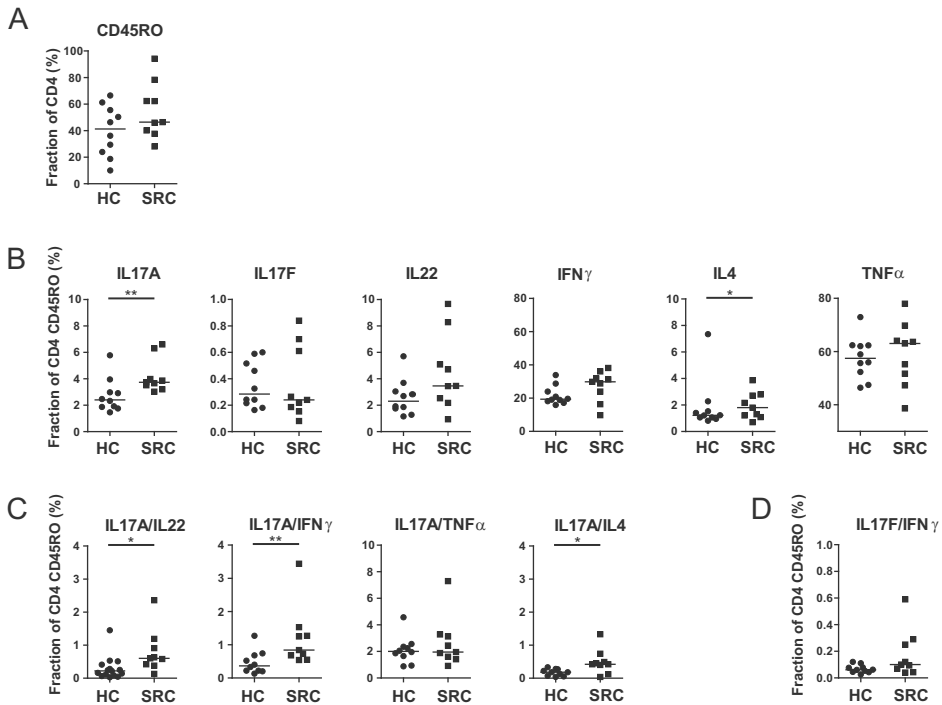 A
CD45RO
Fraction of CD4 (%)
100
80
60
40
20
0
HC SRC
B
Fraction of CD4 CD45RO (%)
IL17A
**
10
8
6
4
2
0
HC SRC
IL17F
1.0
0.8
0.6
0.4
0.2
0.0
HC SRC
IL22
10
8
6
4
2
0
HC SRC
IFNγ
60
40
20
0
HC SRC
IL4
*
10
8
6
4
2
0
HC SRC
TNFα
80
60
40
HC SRC
C
Fraction of CD4 CD45RO (%)
IL17A/IL22
*
4
3
2
1
0
HC SRC
IL17A/IFNγ
**
4
3
2
1
0
HC SRC
IL17A/TNFα
10
8
6
4
2
0
HC SRC
IL17A/IL4
*
4
3
2
1
0
HC SRC
D
Fraction of CD4 CD45RO (%)
IL17F/IFNγ
1.0
0.8
0.6
0.4
0.2
0.0
HC SRC